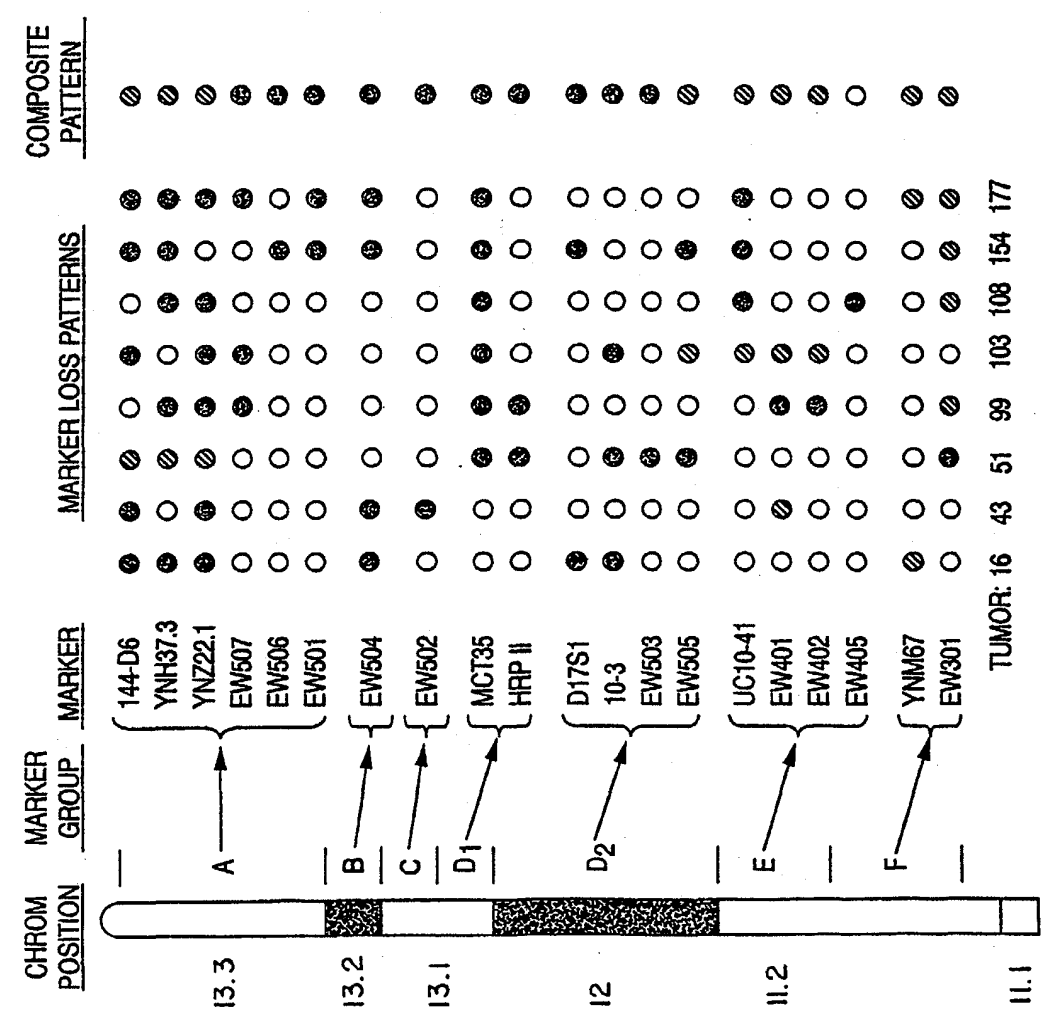 CHROM POSITION
MARKER GROUP
MARKER
MARKER LOSS PATTERNS
COMPOSITE PATTERN
13.3
13.2
13.1
12
11.2
11.1
A
B
C
D1
D2
E
F
144-D6
YNH37.3
YNZ22.1
EW507
EW506
EW501
EW504
EW502
MCT35
HRP II
D17S1
10-3
EW503
EW505
UC10-41
EW401
EW402
EW405
YNM67
EW301
TUMOR: 16 43 51 99 103 108 154 177